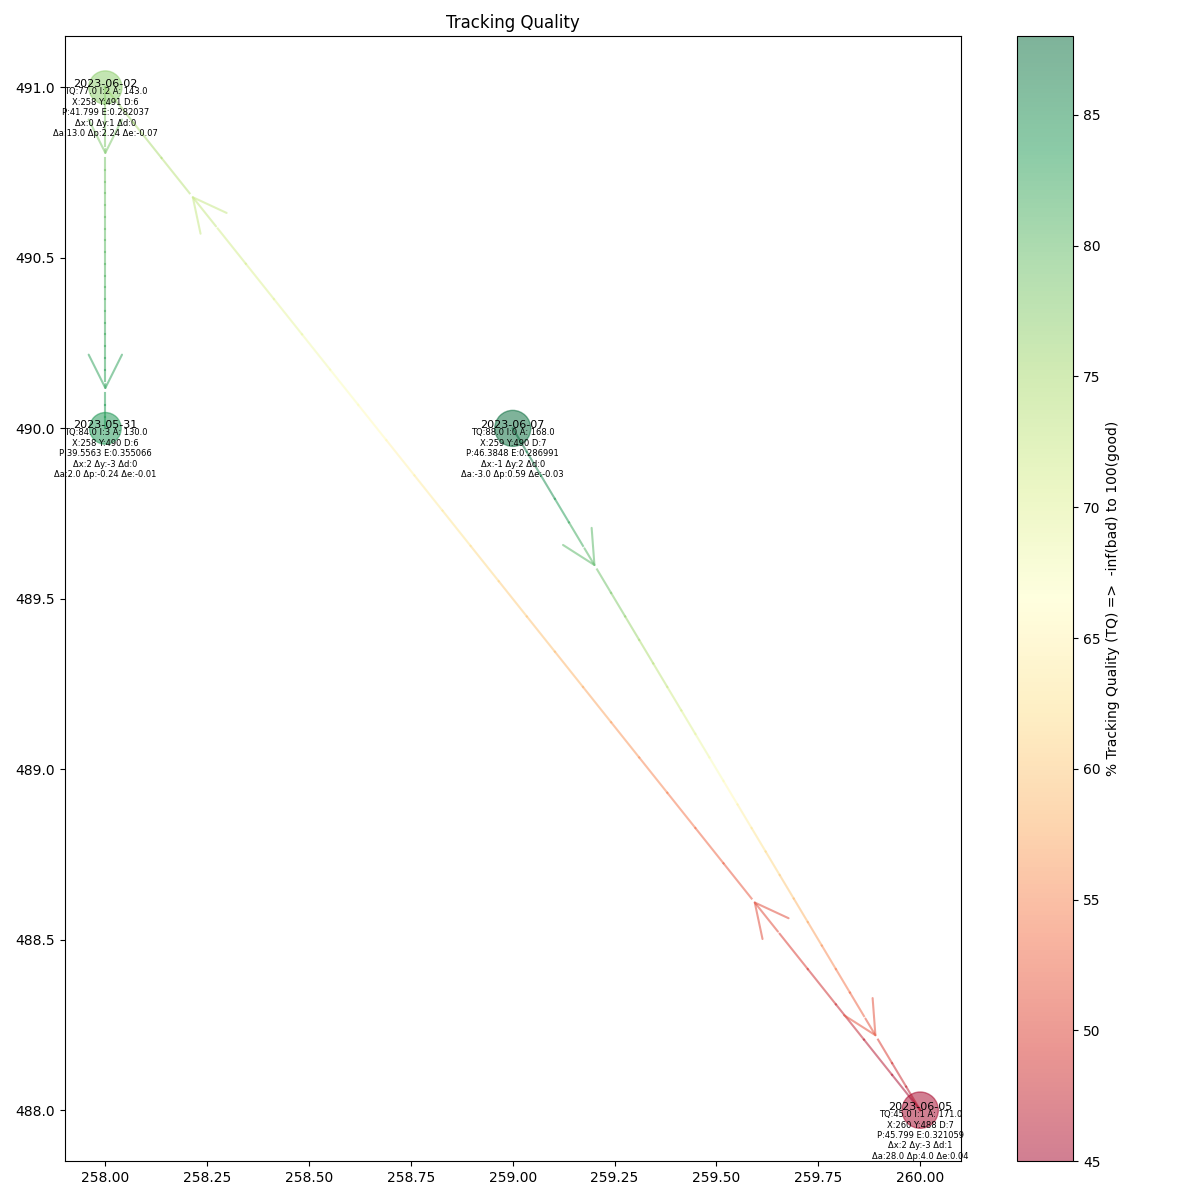 Tracking Quality
2023-06-02
TQ:77.0 I:2 A: 143.0
X:258 Y:491 D:6
P:41.799 E:0.282037
Δx:0 Δy:1 Δd:0
Δa:13.0 Δp:2.24 Δe:-0.07
2023-05-31
TQ:84.0 I:3 A: 130.0
X:258 Y:490 D:6
P:39.5563 E:0.355066
Δx:2 Δy:-3 Δd:0
Δa:2.0 Δp:-0.24 Δe:-0.01
2023-06-07
TQ:88.0 I:0 A: 168.0
X:259 Y:490 D:7
P:46.3848 E:0.286991
Δx:-1 Δy:2 Δd:0
Δa:-3.0 Δp:0.59 Δe:-0.03
2023-06-05
TQ:45.0 I:1 A: 171.0
X:260 Y:488 D:7
P:45.799 E:0.321059
Δx:2 Δy:-3 Δd:1
Δa:28.0 Δp:4.0 Δe:0.04
491.0
490.5
490.0
489.5
489.0
488.5
488.0
258.00 258.25 258.50 258.75 259.00 259.25 259.50 259.75 260.00
85
80
75
70
65
60
55
50
45
% Tracking Quality (TQ) => -inf(bad) to 100(good)